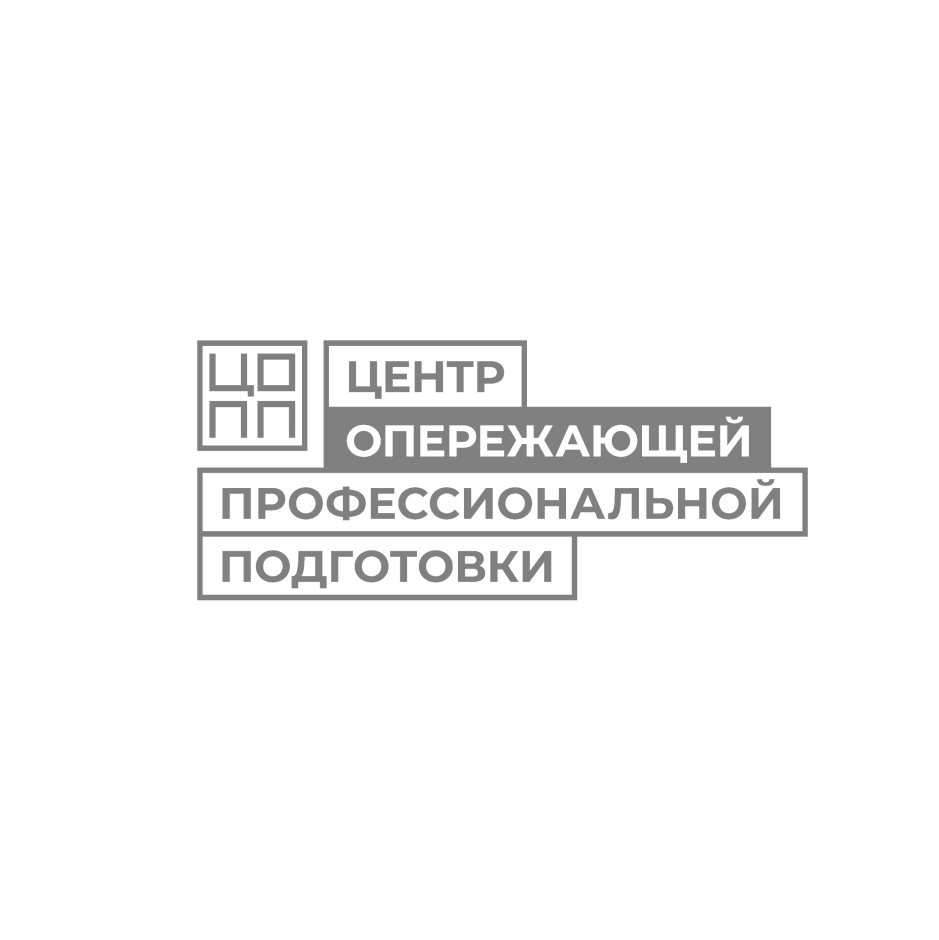 ЦО
ПП
ЦЕНТР
ОПЕРЕЖАЮЩЕЙ
ПРОФЕССИОНАЛЬНОЙ
ПОДГОТОВКИ